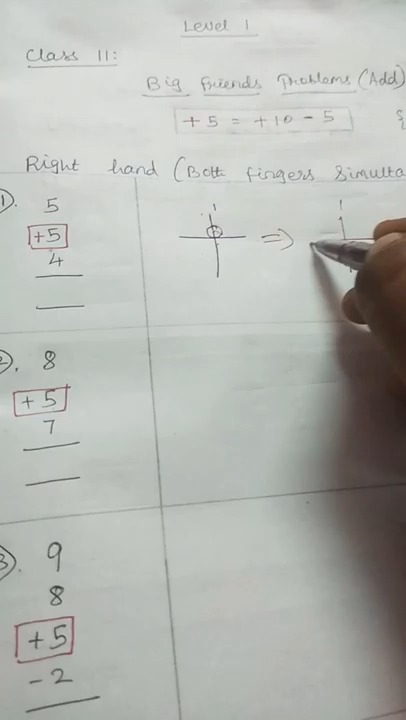 Level 1
Class 11:
Big Friends Problems (Add)
+5 = +10 - 5
Right hand (Both fingers Simulta
1).
5
+5
4
2).
8
+5
7
3).
9
8
+5
-2